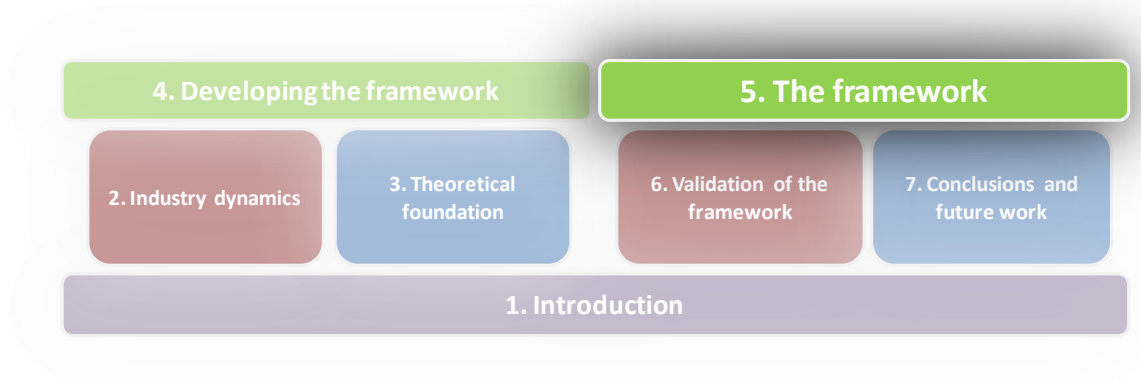 4. Developing the framework
5. The framework
2. Industry dynamics
3. Theoretical
foundation
6. Validation of the
framework
7. Conclusions and
future work
1. Introduction